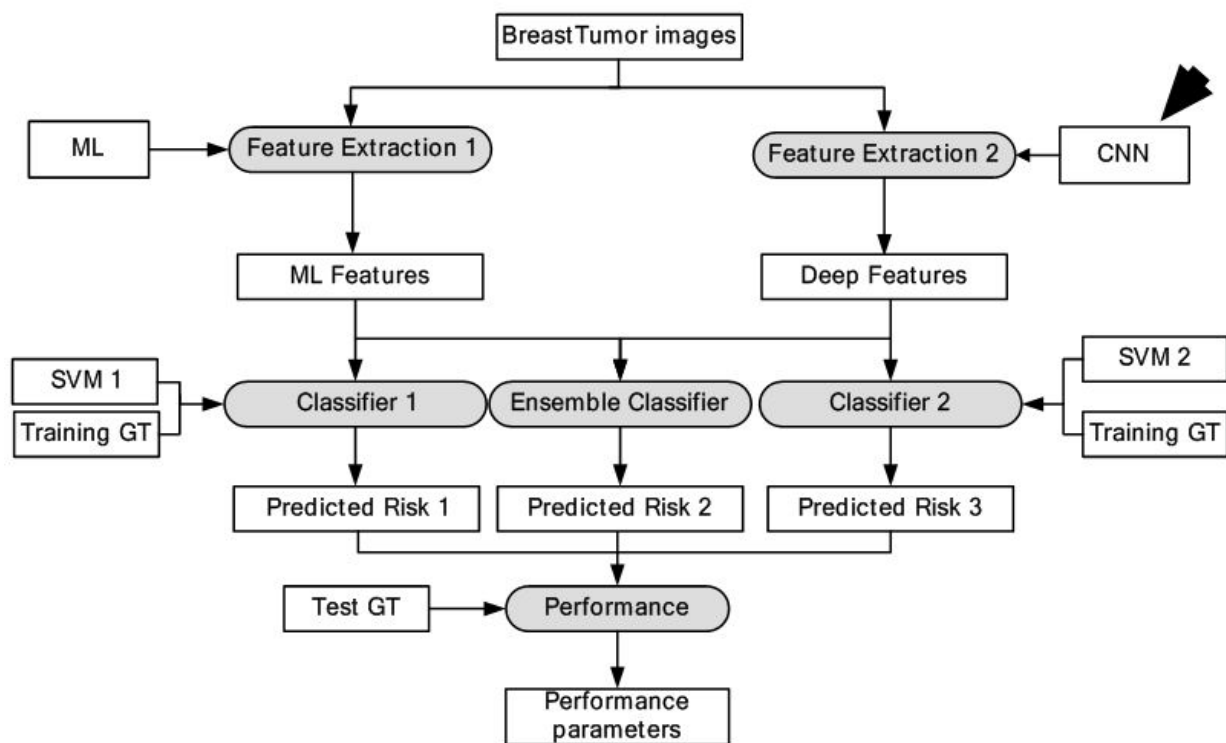 BreastTumor images
ML
Feature Extraction 1
Feature Extraction 2
CNN
ML Features
Deep Features
SVM 1
Training GT
Classifier 1
Ensemble Classifier
Classifier 2
SVM 2
Training GT
Predicted Risk 1
Predicted Risk 2
Predicted Risk 3
Test GT
Performance
Performance
parameters